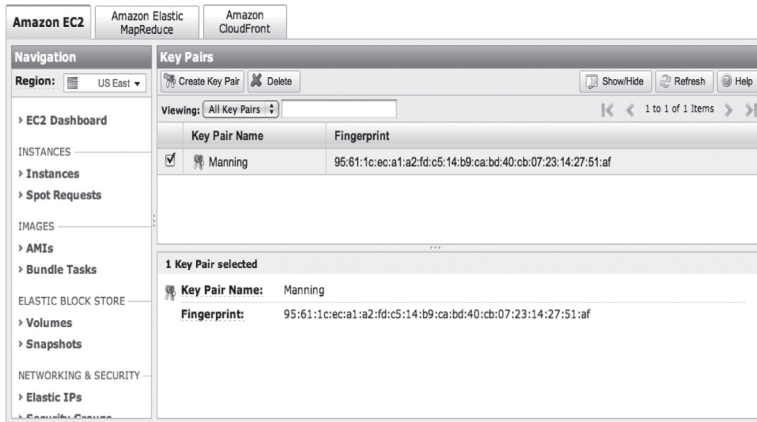 Amazon EC2
Amazon Elastic
MapReduce
Amazon
CloudFront
Navigation
Region: US East
> EC2 Dashboard
INSTANCES
> Instances
> Spot Requests
IMAGES
> AMIs
> Bundle Tasks
ELASTIC BLOCK STORE
> Volumes
> Snapshots
NETWORKING & SECURITY
> Elastic IPs
> Security Groups
Key Pairs
Create Key Pair Delete Show/Hide Refresh Help
Viewing: All Key Pairs 1 to 1 of 1 Items
Key Pair Name Fingerprint
Manning 95:61:1c:ec:a1:a2:fd:c5:14:b9:ca:bd:40:cb:07:23:14:27:51:af
1 Key Pair selected
Key Pair Name: Manning
Fingerprint: 95:61:1c:ec:a1:a2:fd:c5:14:b9:ca:bd:40:cb:07:23:14:27:51:af